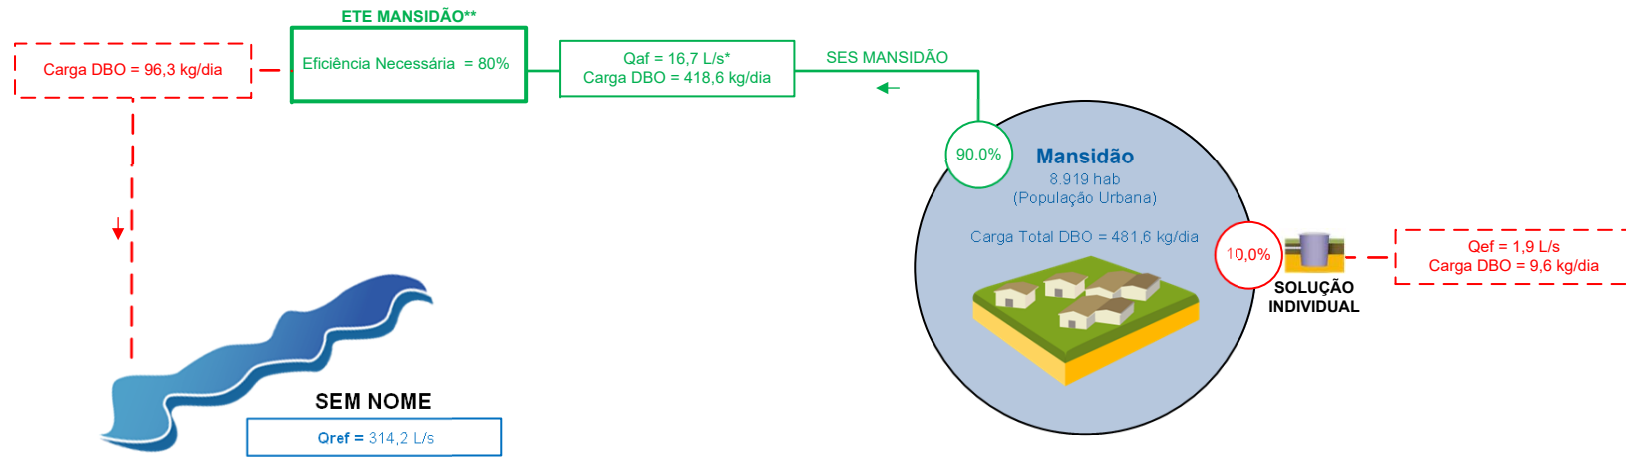 ETE MANSIDÃO**
Carga DBO = 96,3 kg/dia
Eficiência Necessária = 80%
Qaf = 16,7 L/s*
Carga DBO = 418,6 kg/dia
SES MANSIDÃO
90.0%
Mansidão
8.919 hab
(População Urbana)
Carga Total DBO = 481,6 kg/dia
10,0%
SOLUÇÃO
INDIVIDUAL
Qef = 1,9 L/s
Carga DBO = 9,6 kg/dia
SEM NOME
Qref = 314,2 L/s